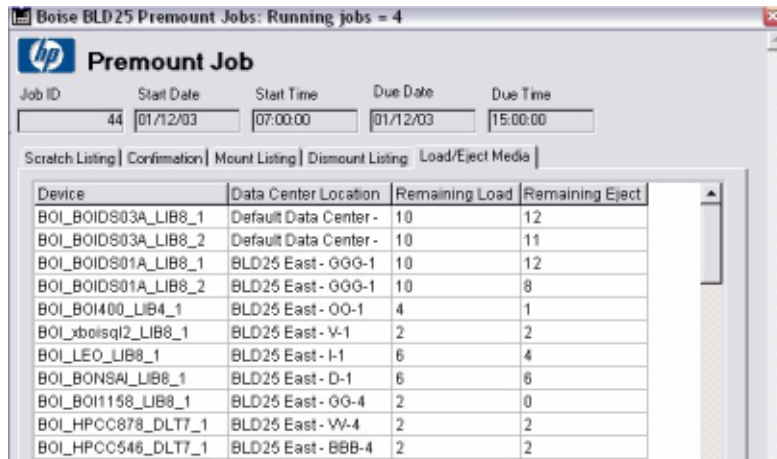 Boise BLD25 Premount Jobs: Running jobs = 4
hp Premount Job
Job ID Start Date Start Time Due Date Due Time
44 01/12/03 07:00:00 01/12/03 15:00:00
Scratch Listing Confirmation Mount Listing Dismount Listing Load/Eject Media
Device Data Center Location Remaining Load Remaining Eject
BOI_BOIDS03A_LIB8_1 Default Data Center - 10 12
BOI_BOIDS03A_LIB8_2 Default Data Center - 10 11
BOI_BOIDS01A_LIB8_1 BLD25 East - GGG-1 10 12
BOI_BOIDS01A_LIB8_2 BLD25 East - GGG-1 10 8
BOI_BOI400_LIB4_1 BLD25 East - OO-1 4 1
BOI_xboisql2_LIB8_1 BLD25 East - V-1 2 2
BOI_LEO_LIB8_1 BLD25 East - I-1 6 4
BOI_BONSAI_LIB8_1 BLD25 East - D-1 6 6
BOI_BOI1158_LIB8_1 BLD25 East - GG-4 2 0
BOI_HPCC878_DLT7_1 BLD25 East - VV-4 2 2
BOI_HPCC546_DLT7_1 BLD25 East - BBB-4 2 2